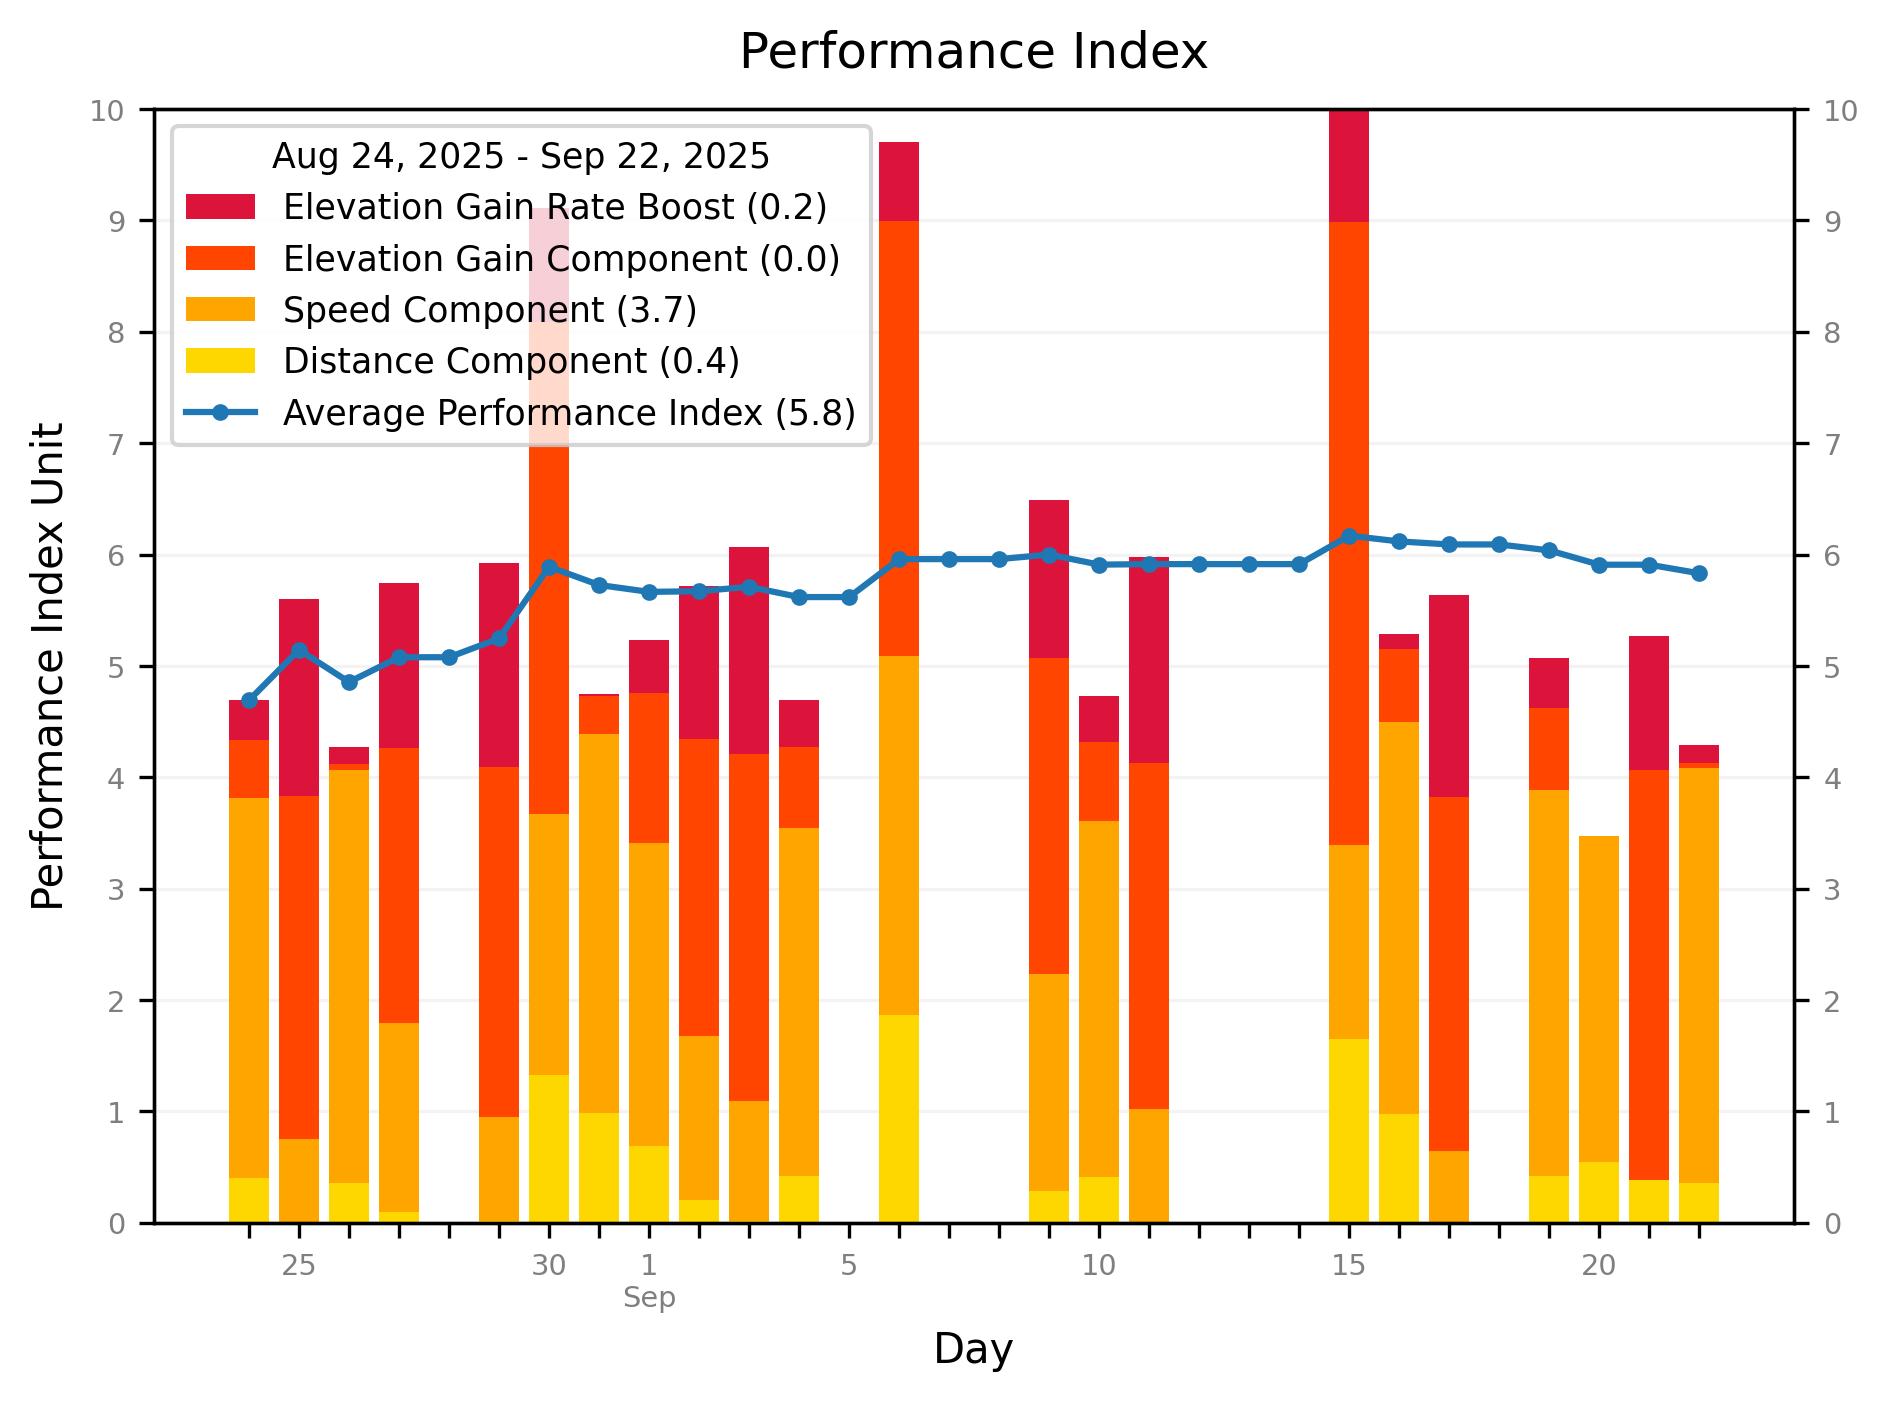 Performance Index
Aug 24, 2025 - Sep 22, 2025
Elevation Gain Rate Boost (0.2)
Elevation Gain Component (0.0)
Speed Component (3.7)
Distance Component (0.4)
Average Performance Index (5.8)
Performance Index Unit
10
9
8
7
6
5
4
3
2
1
0
10
9
8
7
6
5
4
3
2
1
0
25 30 1 5 10 15 20
Sep
Day